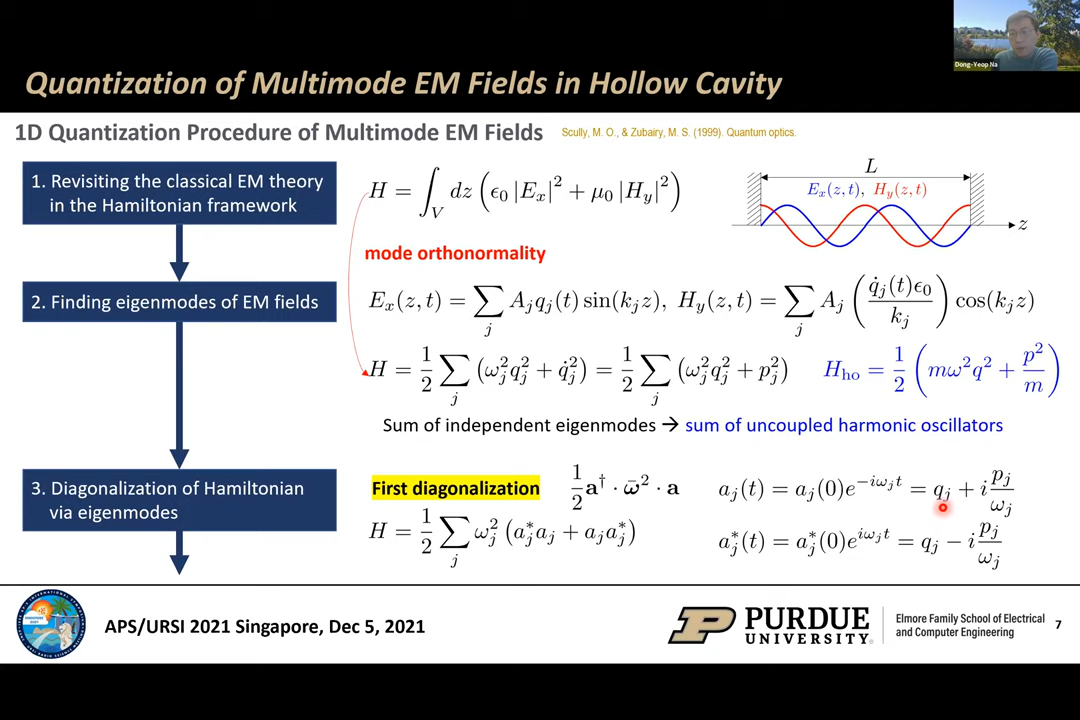 Dong-Yeop Na
Quantization of Multimode EM Fields in Hollow Cavity
1D Quantization Procedure of Multimode EM Fields
Scully, M. O., & Zubairy, M. S. (1999). Quantum optics.
1. Revisiting the classical EM theory
in the Hamiltonian framework
H = ∫_V dz (ϵ₀ |E_x|² + μ₀ |H_y|²)
L
E_x(z, t), H_y(z, t)
z
mode orthonormality
2. Finding eigenmodes of EM fields
E_x(z, t) = ∑_j A_j q_j(t) sin(k_j z), H_y(z, t) = ∑_j A_j (q̇_j(t)ϵ₀ / k_j) cos(k_j z)
H = 1/2 ∑_j (ω_j² q_j² + q̇_j²) = 1/2 ∑_j (ω_j² q_j² + p_j²)
H_ho = 1/2 (mω²q² + p²/m)
Sum of independent eigenmodes → sum of uncoupled harmonic oscillators
3. Diagonalization of Hamiltonian
via eigenmodes
First diagonalization
1/2 a† · ω̄² · a
a_j(t) = a_j(0)e^{−iω_j t} = q_j + i p_j/ω_j
H = 1/2 ∑_j ω_j² (a_j* a_j + a_j a_j*)
a_j*(t) = a_j*(0)e^{iω_j t} = q_j − i p_j/ω_j
APS/URSI 2021 Singapore, Dec 5, 2021
P
PURDUE
UNIVERSITY
Elmore Family School of Electrical
and Computer Engineering
7